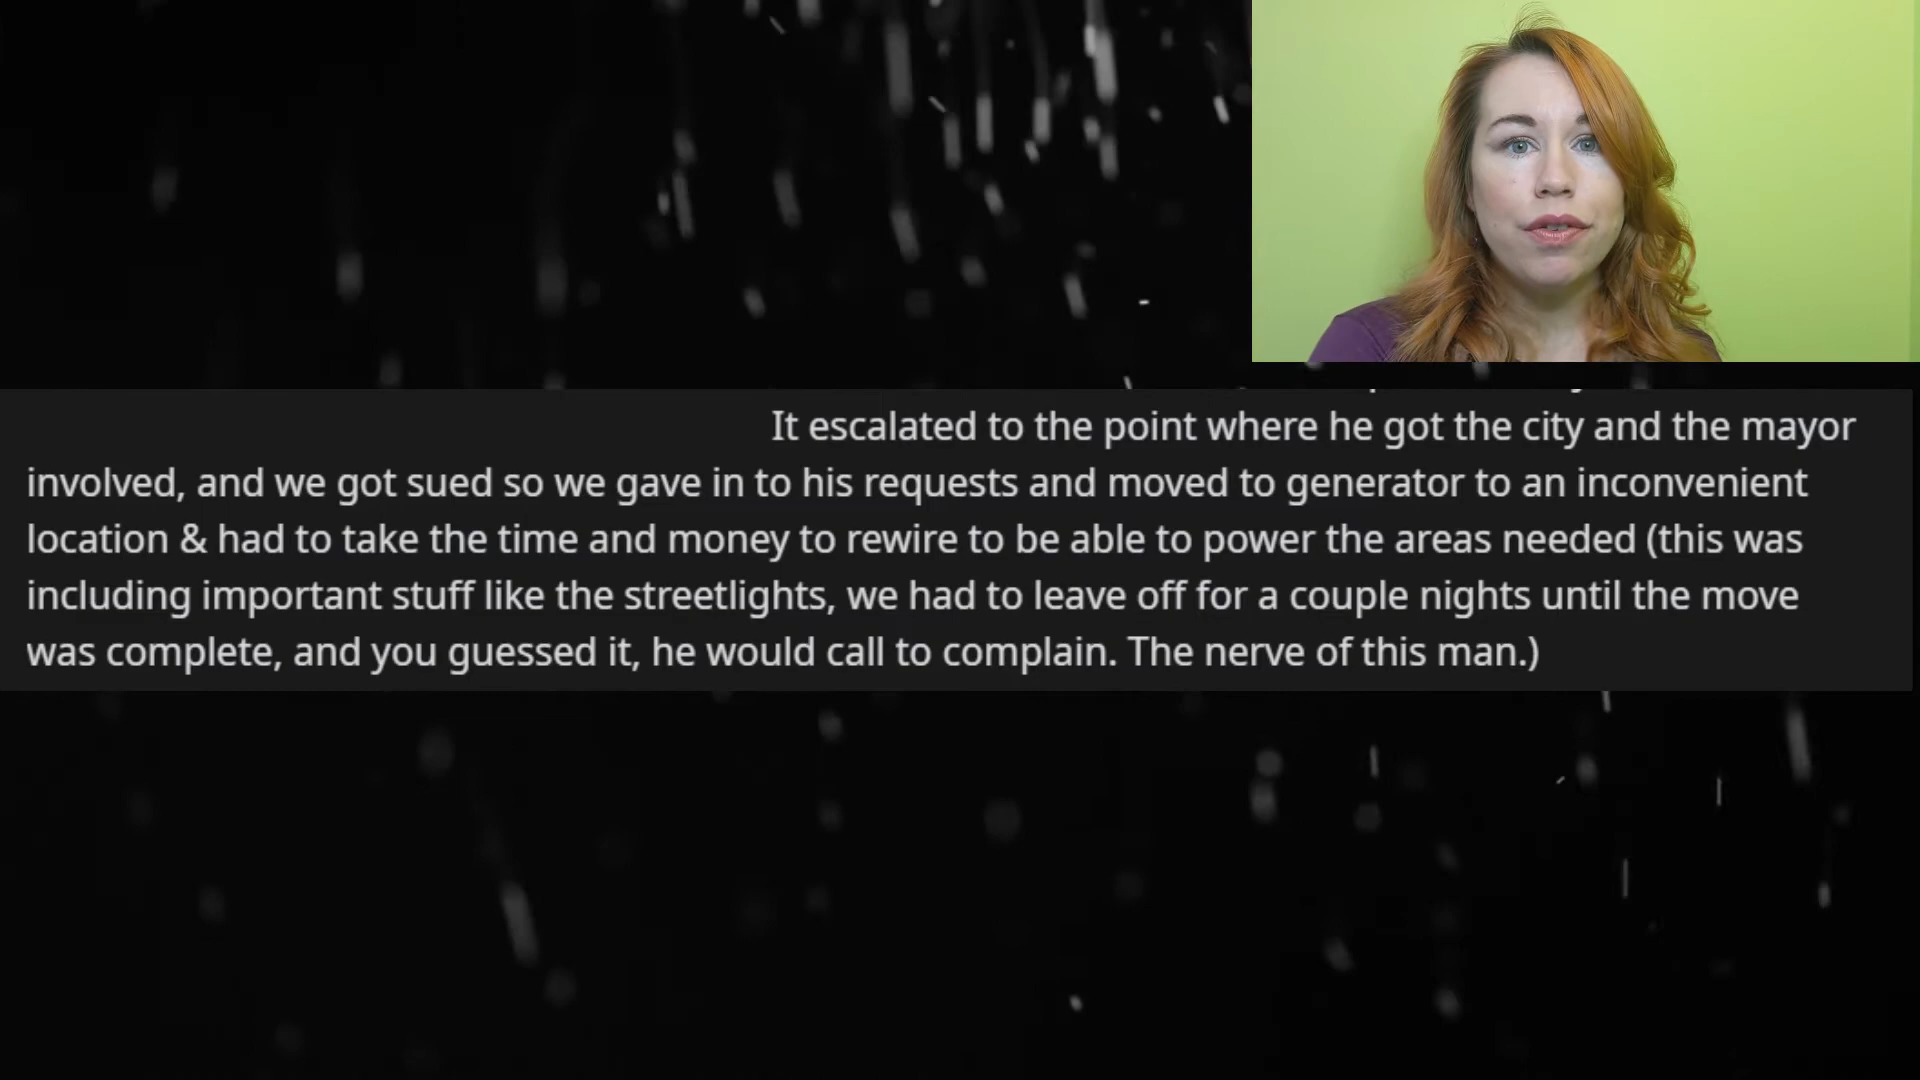 It escalated to the point where he got the city and the mayor
involved, and we got sued so we gave in to his requests and moved to generator to an inconvenient
location & had to take the time and money to rewire to be able to power the areas needed (this was
including important stuff like the streetlights, we had to leave off for a couple nights until the move
was complete, and you guessed it, he would call to complain. The nerve of this man.)